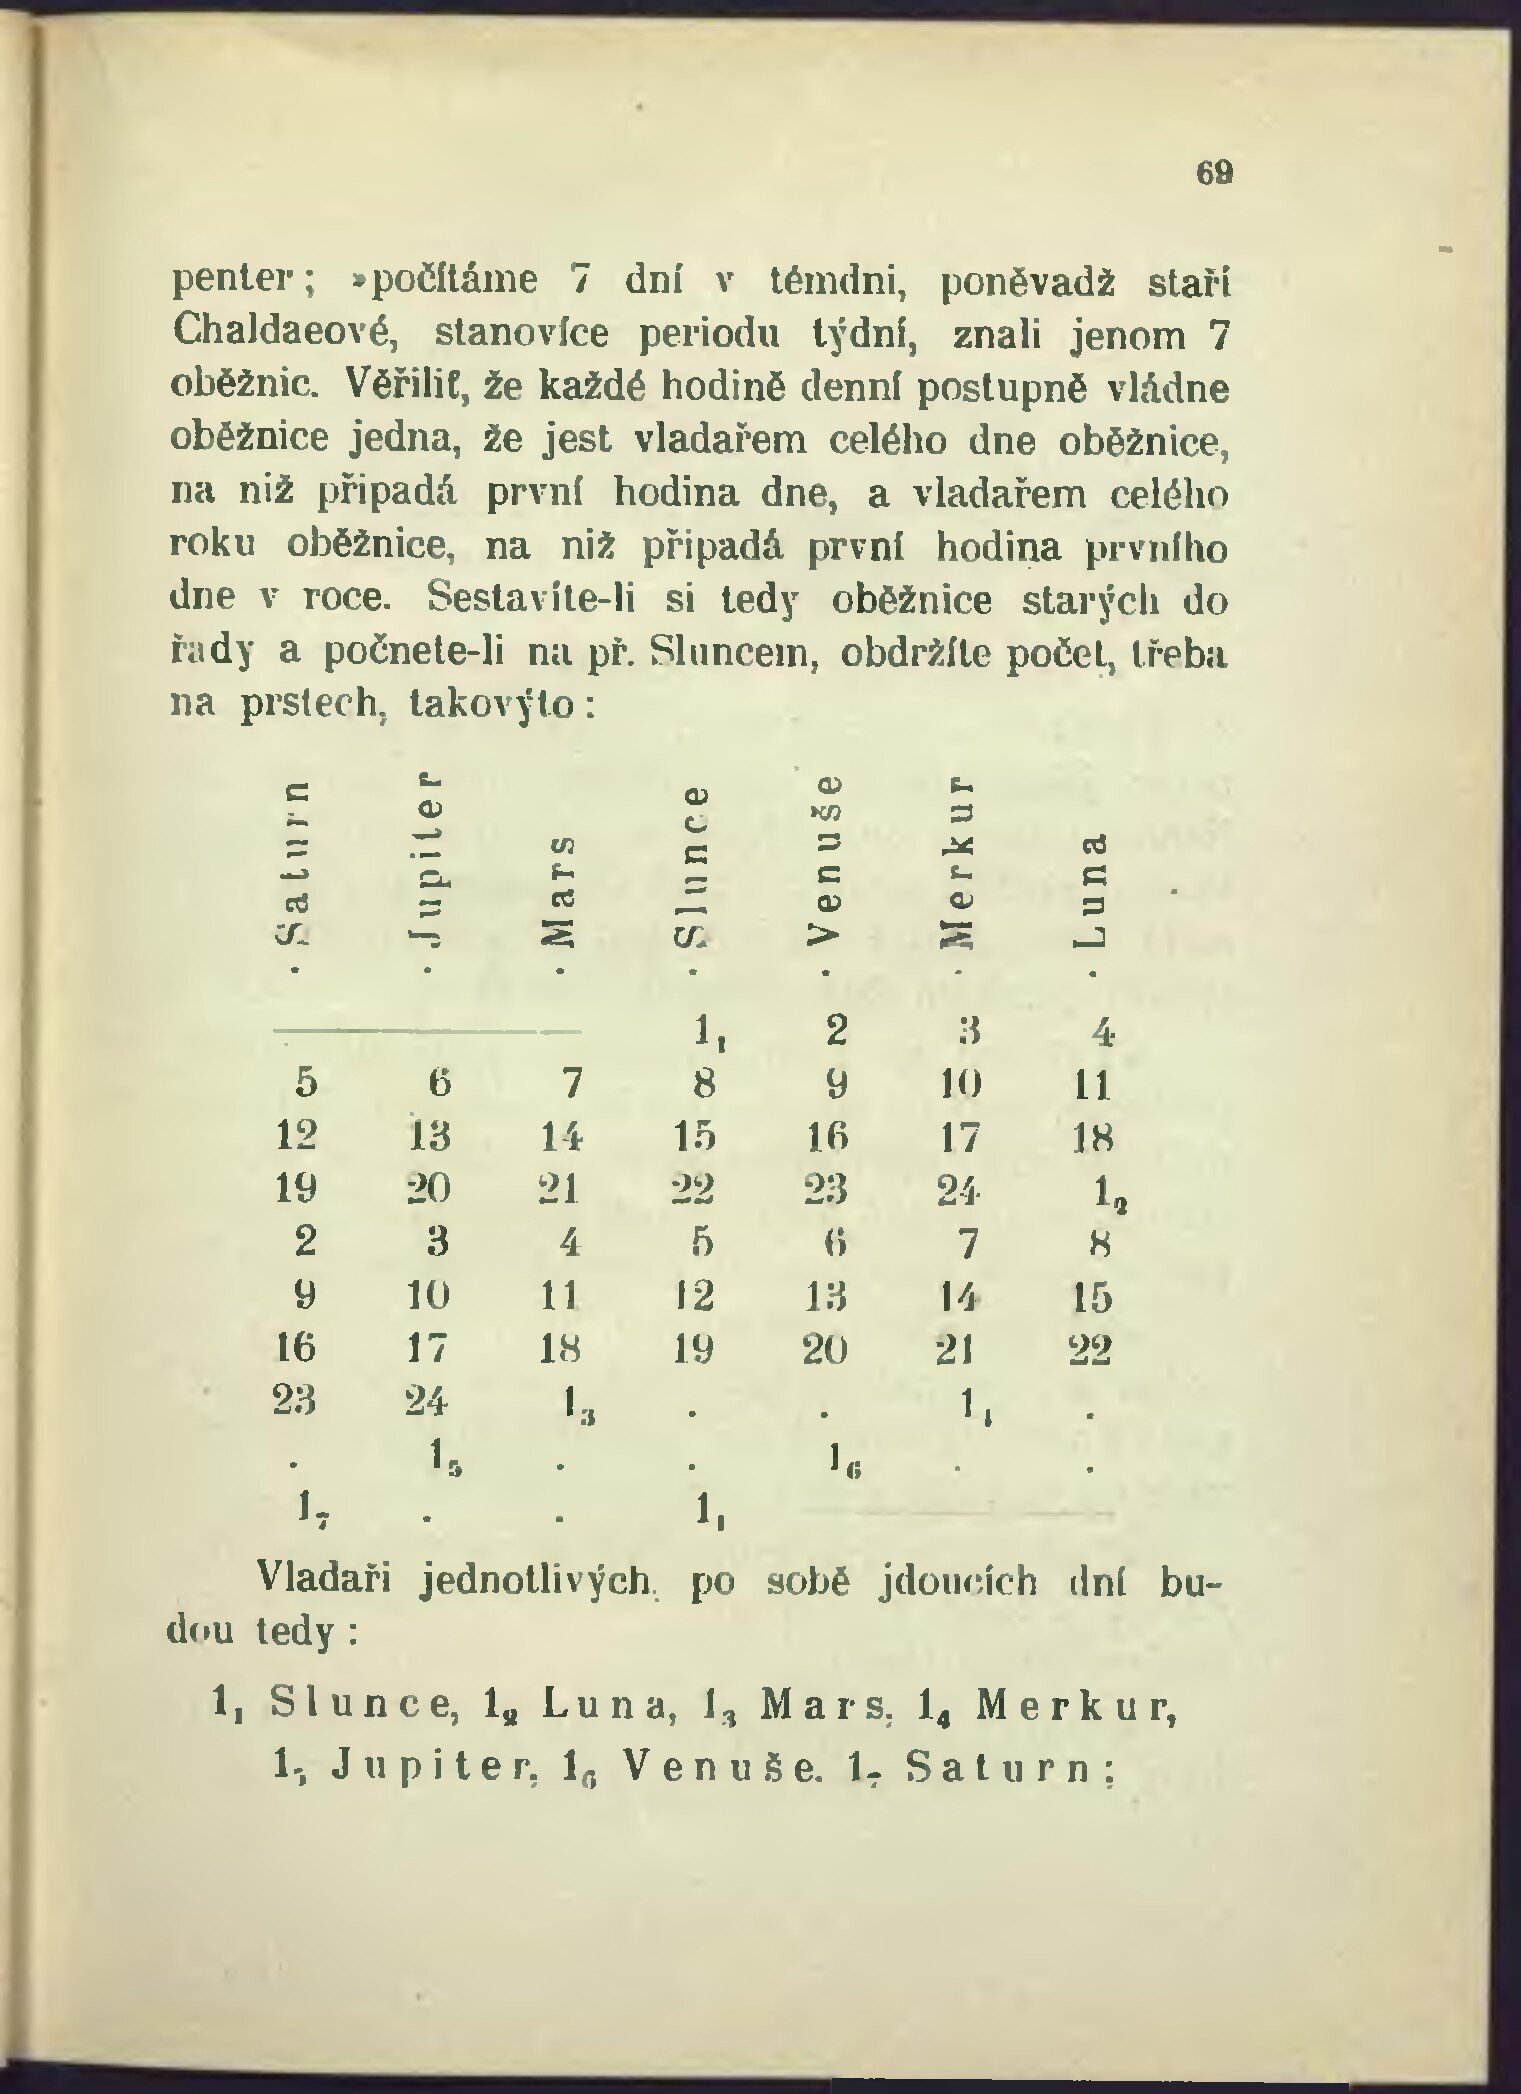 69
penter; »počítáme 7 dní v témdni, poněvadž staří
Chaldaeové, stanovíce periodu týdní, znali jenom 7
oběžnic. Věřiliť, že každé hodině denní postupně vládne
oběžnice jedna, že jest vladařem celého dne oběžnice,
na niž připadá první hodina dne, a vladařem celého
roku oběžnice, na niž připadá první hodina prvního
dne v roce. Sestavíte-li si tedy oběžnice starých do
řady a počnete-li na př. Sluncem, obdržíte počet, třeba
na prstech, takovýto:
· Saturn · Jupiter · Mars · Slunce · Venuše · Merkur · Luna
1₁ 2 3 4
5 6 7 8 9 10 11
12 13 14 15 16 17 18
19 20 21 22 23 24 1₂
2 3 4 5 6 7 8
9 10 11 12 13 14 15
16 17 18 19 20 21 22
23 24 1₃ . . 1₄ .
. 1₅ . . 1₆ . .
1₇ . . 1₁
Vladaři jednotlivých, po sobě jdoucích dní bu-
dou tedy:
1₁ Slunce, 1₂ Luna, 1₃ Mars, 1₄ Merkur,
1₅ Jupiter, 1₆ Venuše, 1₇ Saturn;